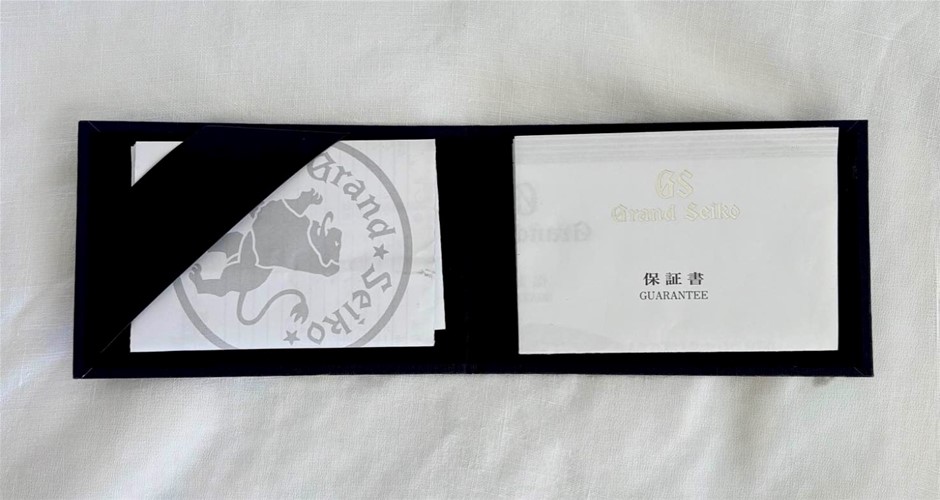 Grand Seiko
GS
Grand Seiko
保証書
GUARANTEE